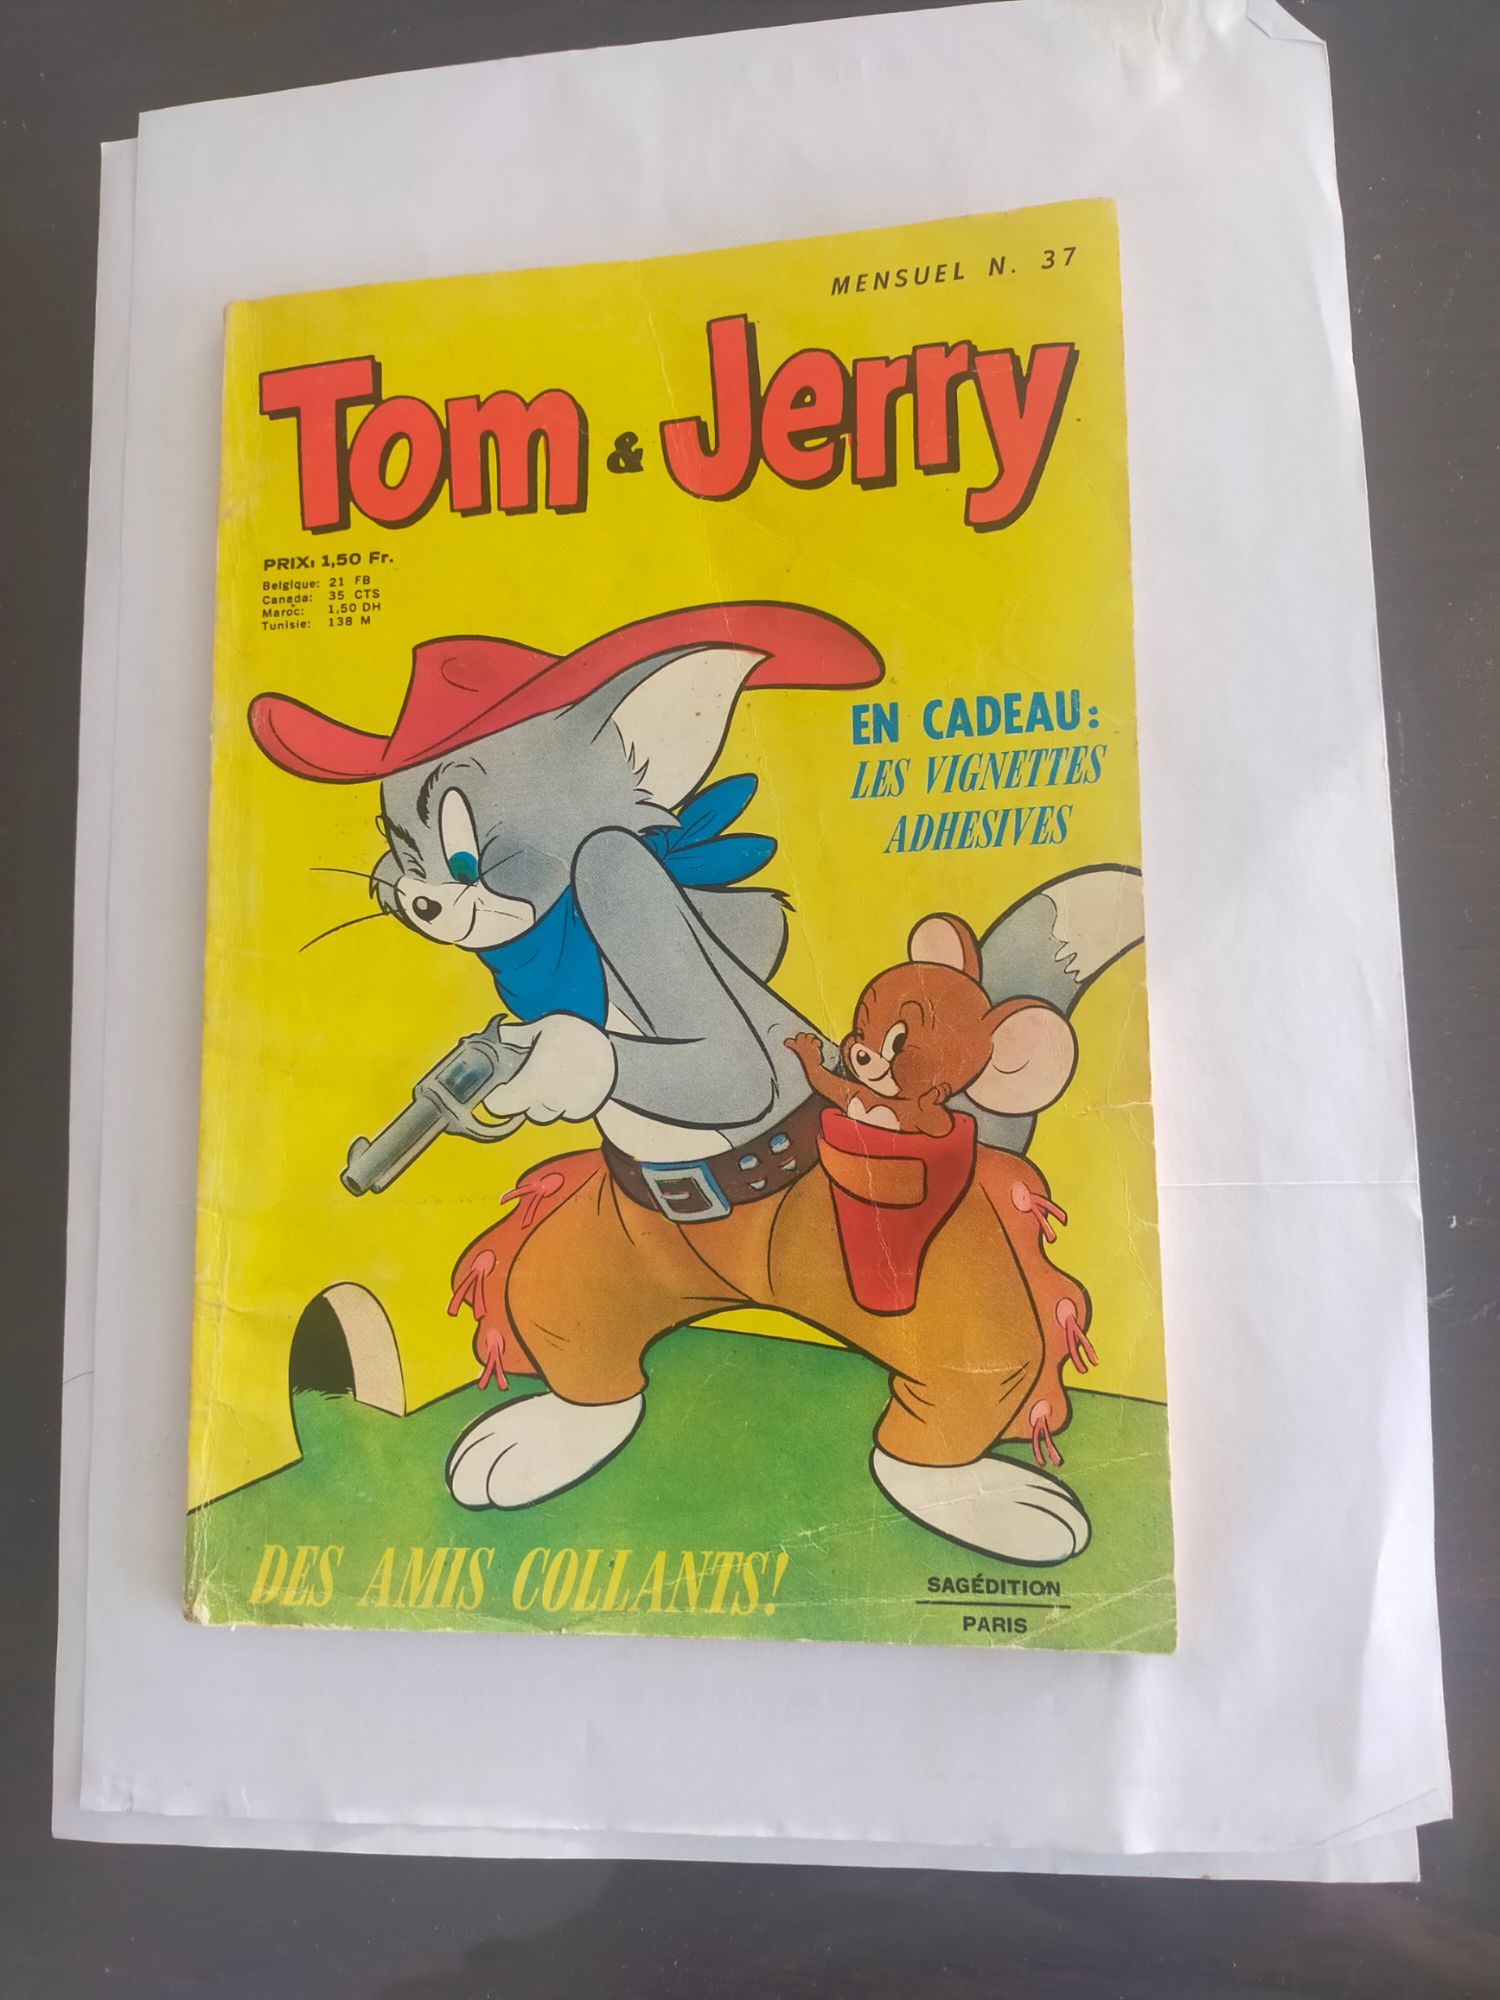 MENSUEL N. 37
Tom & Jerry
PRIX: 1,50 Fr.
Belgique: 21 FB
Canada: 35 CTS
Maroc: 1,50 DH
Tunisie: 138 M
EN CADEAU:
LES VIGNETTES
ADHESIVES
DES AMIS COLLANTS!
SAGÉDITION
PARIS